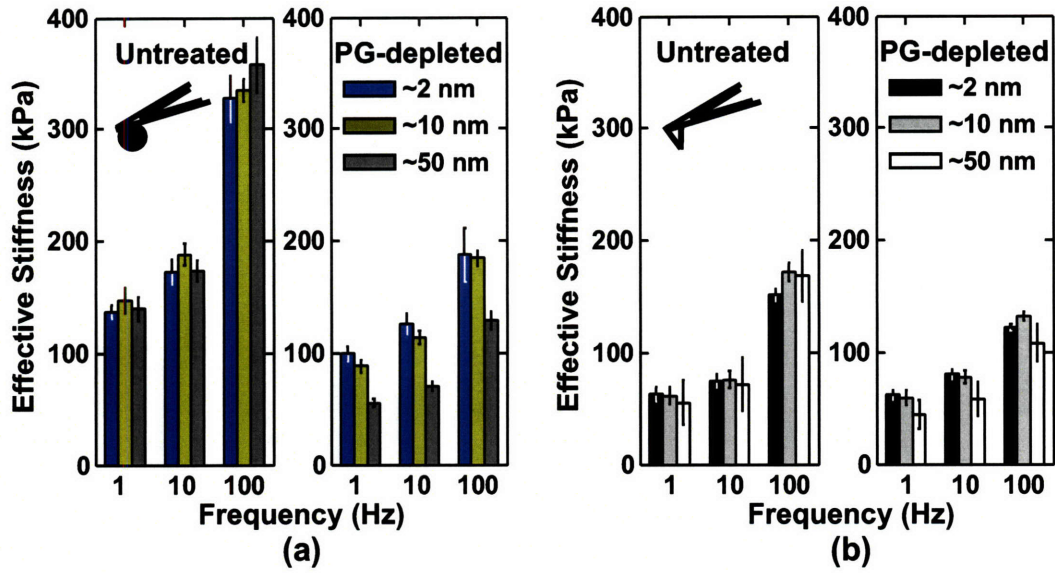 400
300
200
100
0
Effective Stiffness (kPa)
Untreated
1 10 100
400
300
200
100
0
PG-depleted
~2 nm
~10 nm
~50 nm
1 10 100
Frequency (Hz)
(a)
400
300
200
100
0
Effective Stiffness (kPa)
Untreated
1 10 100
400
300
200
100
0
PG-depleted
~2 nm
~10 nm
~50 nm
1 10 100
Frequency (Hz)
(b)